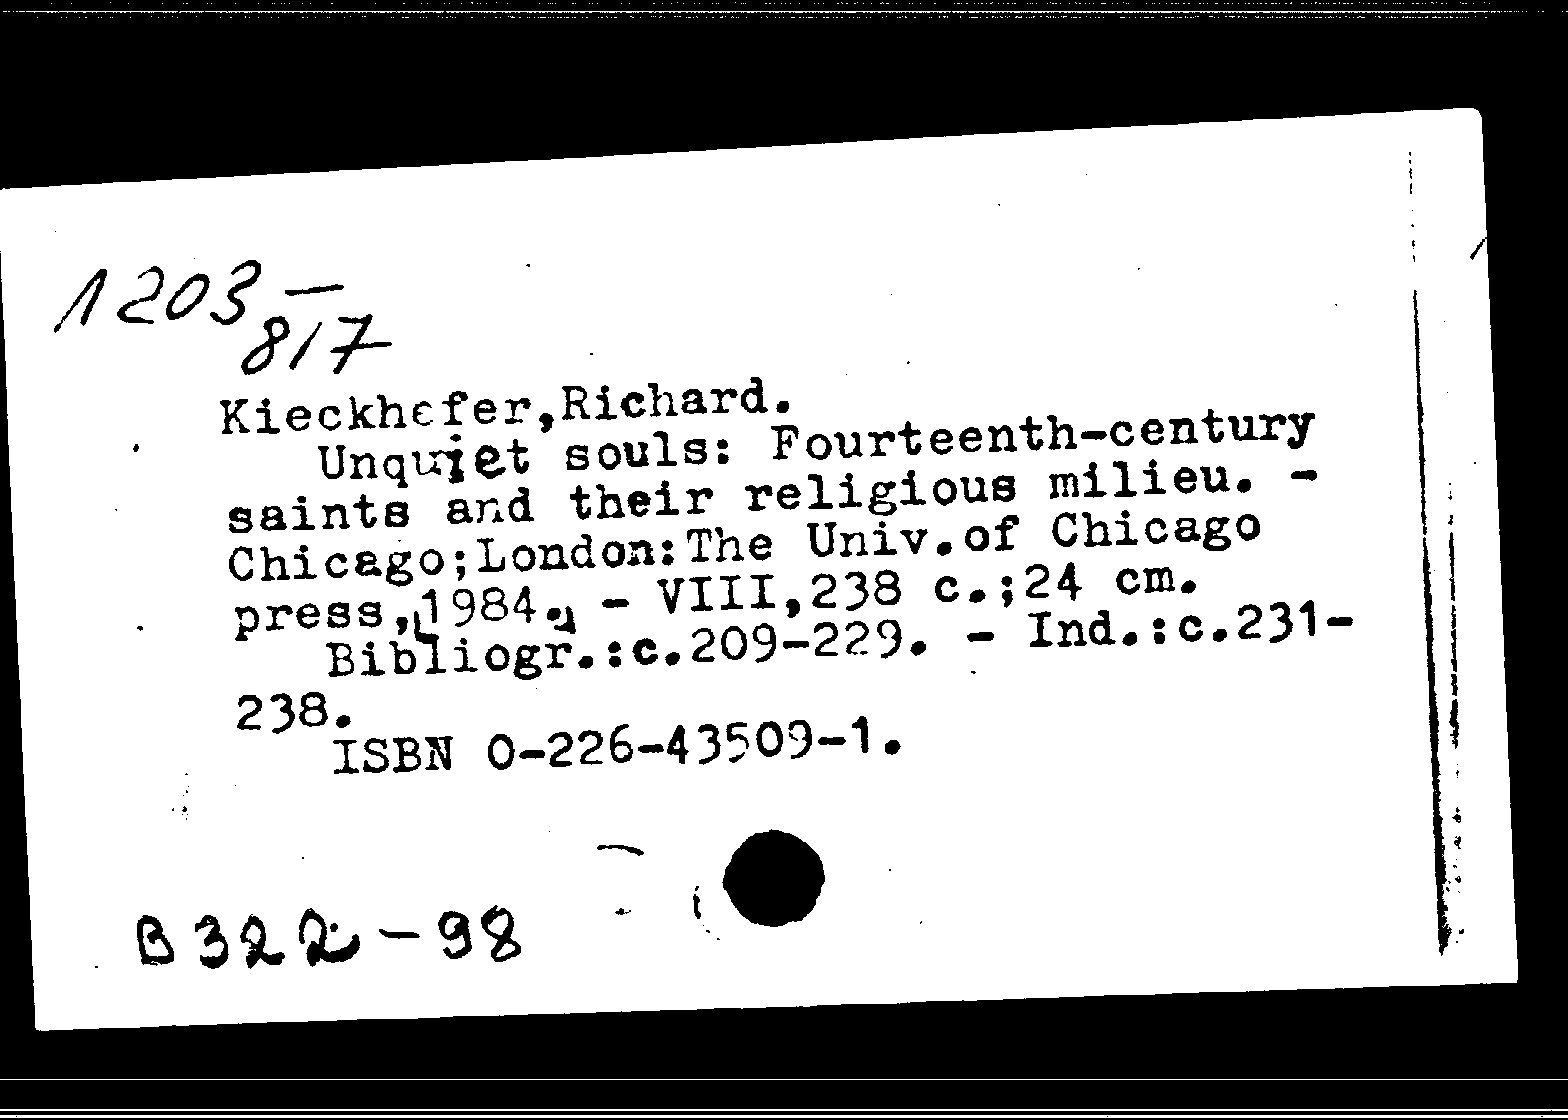 1203-
817
Kieckhefer,Richard.
Unquiet souls: Fourteenth-century
saints and their religious milieu. -
Chicago;London:The Univ.of Chicago
press,[1984.] - VIII,238 c.;24 cm.
Bibliogr.:c.209-229. - Ind.:c.231-
238.
ISBN 0-226-43509-1.
В 322-98